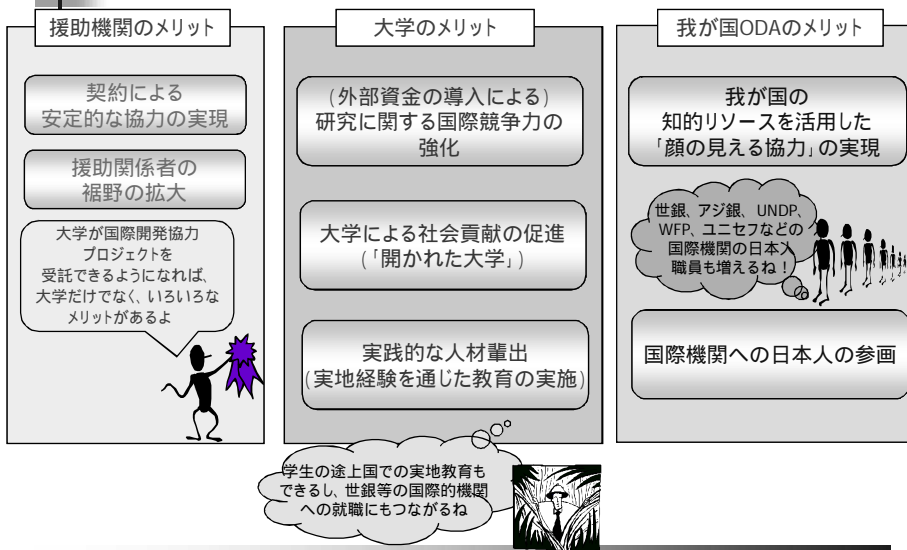 援助機関のメリット
契約による
安定的な協力の実現
援助関係者の
裾野の拡大
大学が国際開発協力
プロジェクトを
受託できるようになれば、
大学だけでなく、いろいろな
メリットがあるよ
大学のメリット
(外部資金の導入による)
研究に関する国際競争力の
強化
大学による社会貢献の促進
(「開かれた大学」)
実践的な人材輩出
(実地経験を通じた教育の実施)
学生の途上国での実地教育も
できるし、世銀等の国際的機関
への就職にもつながるね
我が国ODAのメリット
我が国の
知的リソースを活用した
「顔の見える協力」の実現
世銀、アジ銀、UNDP、
WFP、ユニセフなどの
国際機関の日本人
職員も増えるね!
国際機関への日本人の参画